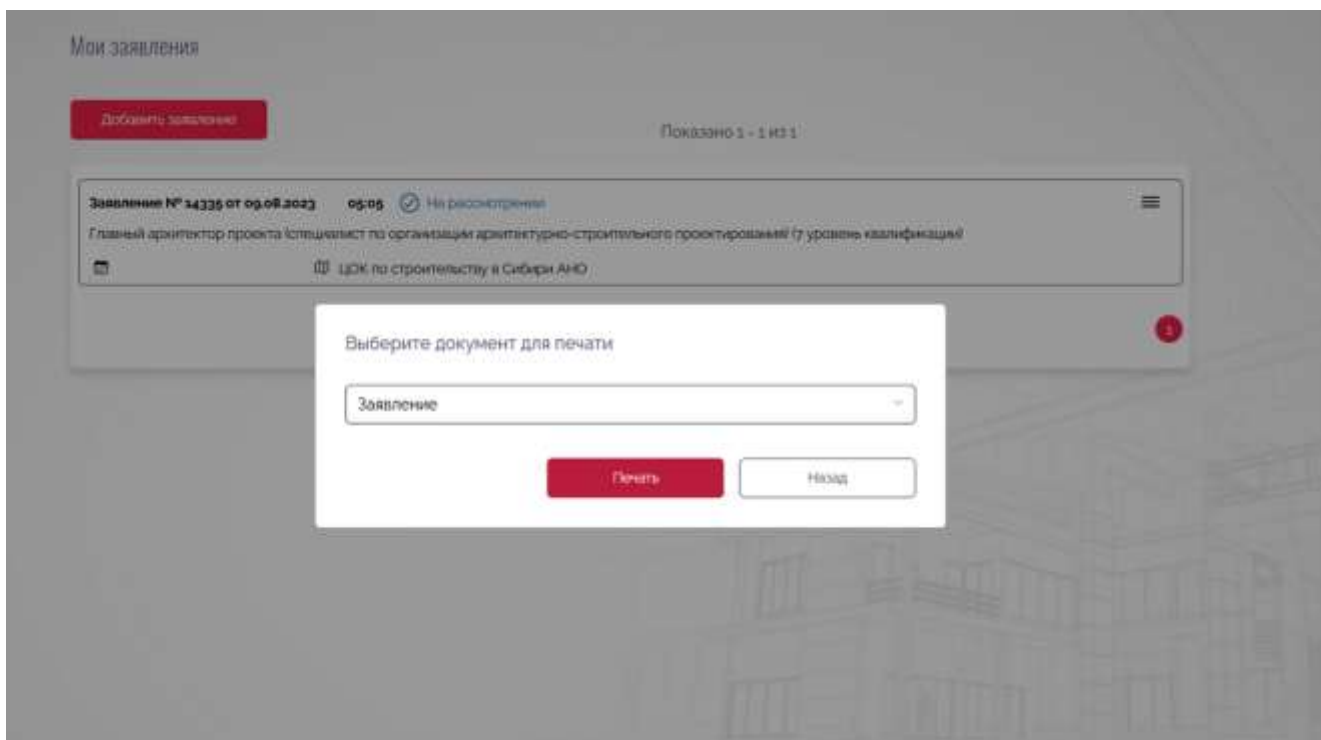 Мои заявления
Добавить заявление
Показано 1 - 1 из 1
Заявление № 14335 от 09.08.2023 05:05 На рассмотрении
Главный архитектор проекта (специалист по организации архитектурно-строительного проектирования) (7 уровень квалификации)
ЦОК по строительству в Сибири АНО
1
Выберите документ для печати
Заявление
Печать
Назад